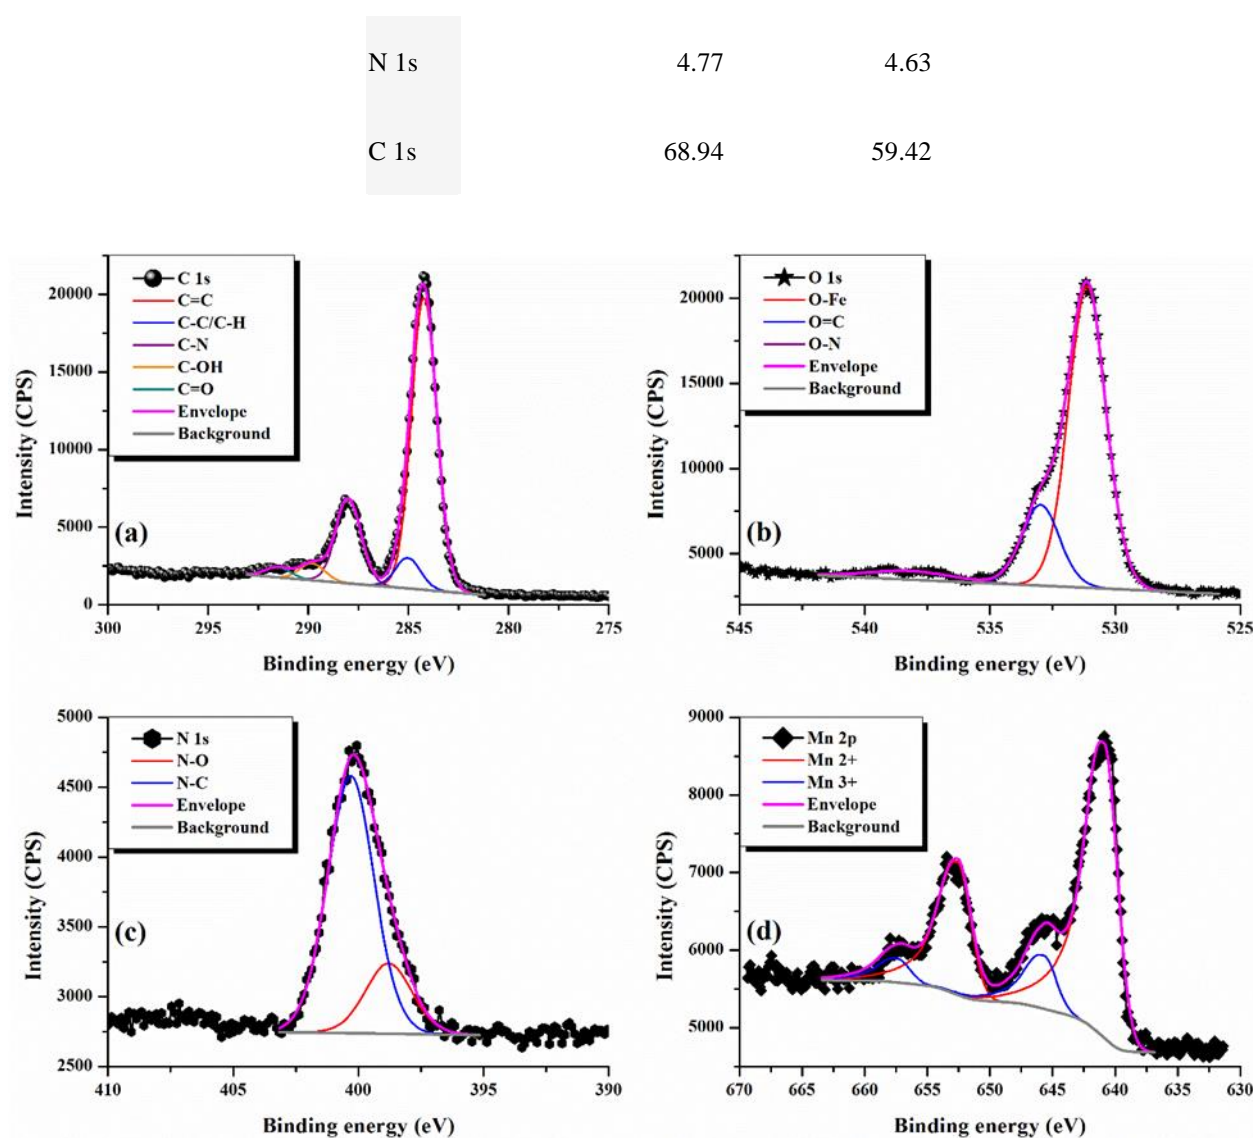 N 1s 4.77 4.63
C 1s 68.94 59.42
C 1s
C=C
C-C/C-H
C-N
C-OH
C=O
Envelope
Background
(a)
Intensity (CPS)
20000
15000
10000
5000
0
300 295 290 285 280 275
Binding energy (eV)
O 1s
O-Fe
O=C
O-N
Envelope
Background
(b)
Intensity (CPS)
20000
15000
10000
5000
545 540 535 530 525
Binding energy (eV)
N 1s
N-O
N-C
Envelope
Background
(c)
Intensity (CPS)
5000
4500
4000
3500
3000
2500
410 405 400 395 390
Binding energy (eV)
Mn 2p
Mn 2+
Mn 3+
Envelope
Background
(d)
Intensity (CPS)
9000
8000
7000
6000
5000
670 665 660 655 650 645 640 635 630
Binding energy (eV)